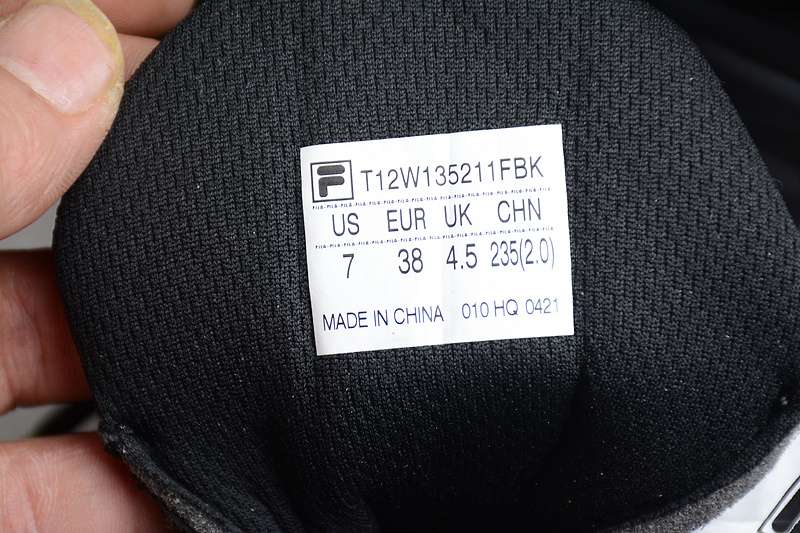 F T12W135211FBK
US EUR UK CHN
7 38 4.5 235(2.0)
MADE IN CHINA 010 HQ 0421